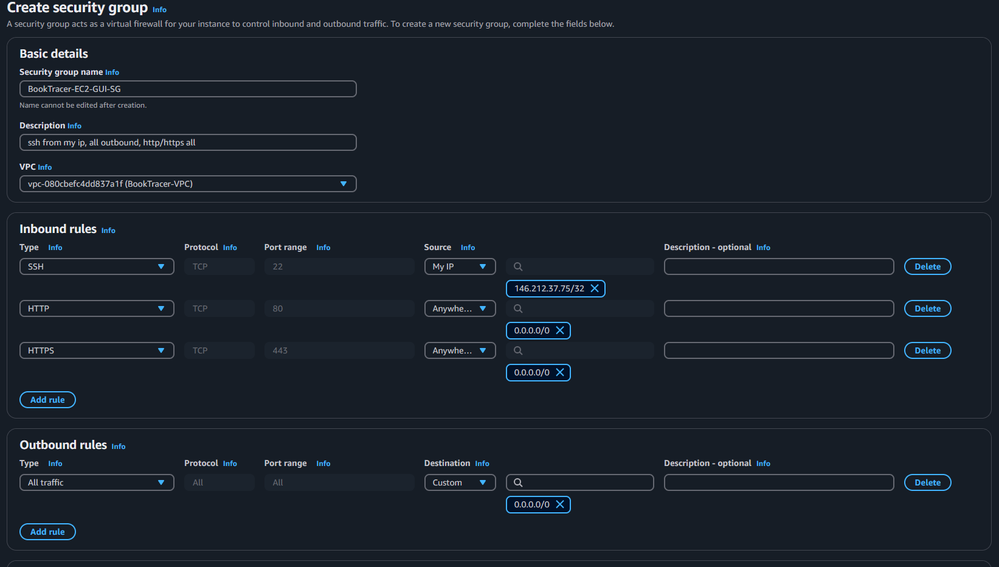 Create security group Info
A security group acts as a virtual firewall for your instance to control inbound and outbound traffic. To create a new security group, complete the fields below.
Basic details
Security group name Info
BookTracer-EC2-GUI-SG
Name cannot be edited after creation.
Description Info
ssh from my ip, all outbound, http/https all
VPC Info
vpc-080cbefc4dd837a1f (BookTracer-VPC)
Inbound rules Info
Type Info Protocol Info Port range Info Source Info Description - optional Info
SSH TCP 22 My IP Delete
146.212.37.75/32
HTTP TCP 80 Anywhe... Delete
0.0.0.0/0
HTTPS TCP 443 Anywhe... Delete
0.0.0.0/0
Add rule
Outbound rules Info
Type Info Protocol Info Port range Info Destination Info Description - optional Info
All traffic All All Custom Delete
0.0.0.0/0
Add rule